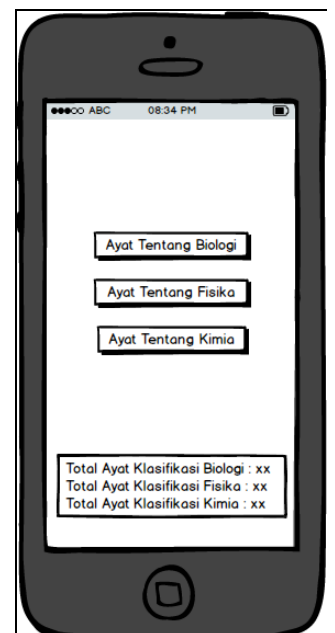 ABC 08:34 PM
Ayat Tentang Biologi
Ayat Tentang Fisika
Ayat Tentang Kimia
Total Ayat Klasifikasi Biologi : xx
Total Ayat Klasifikasi Fisika : xx
Total Ayat Klasifikasi Kimia : xx